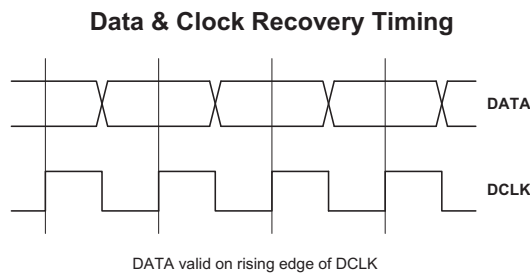 Data & Clock Recovery Timing
DATA
DCLK
DATA valid on rising edge of DCLK